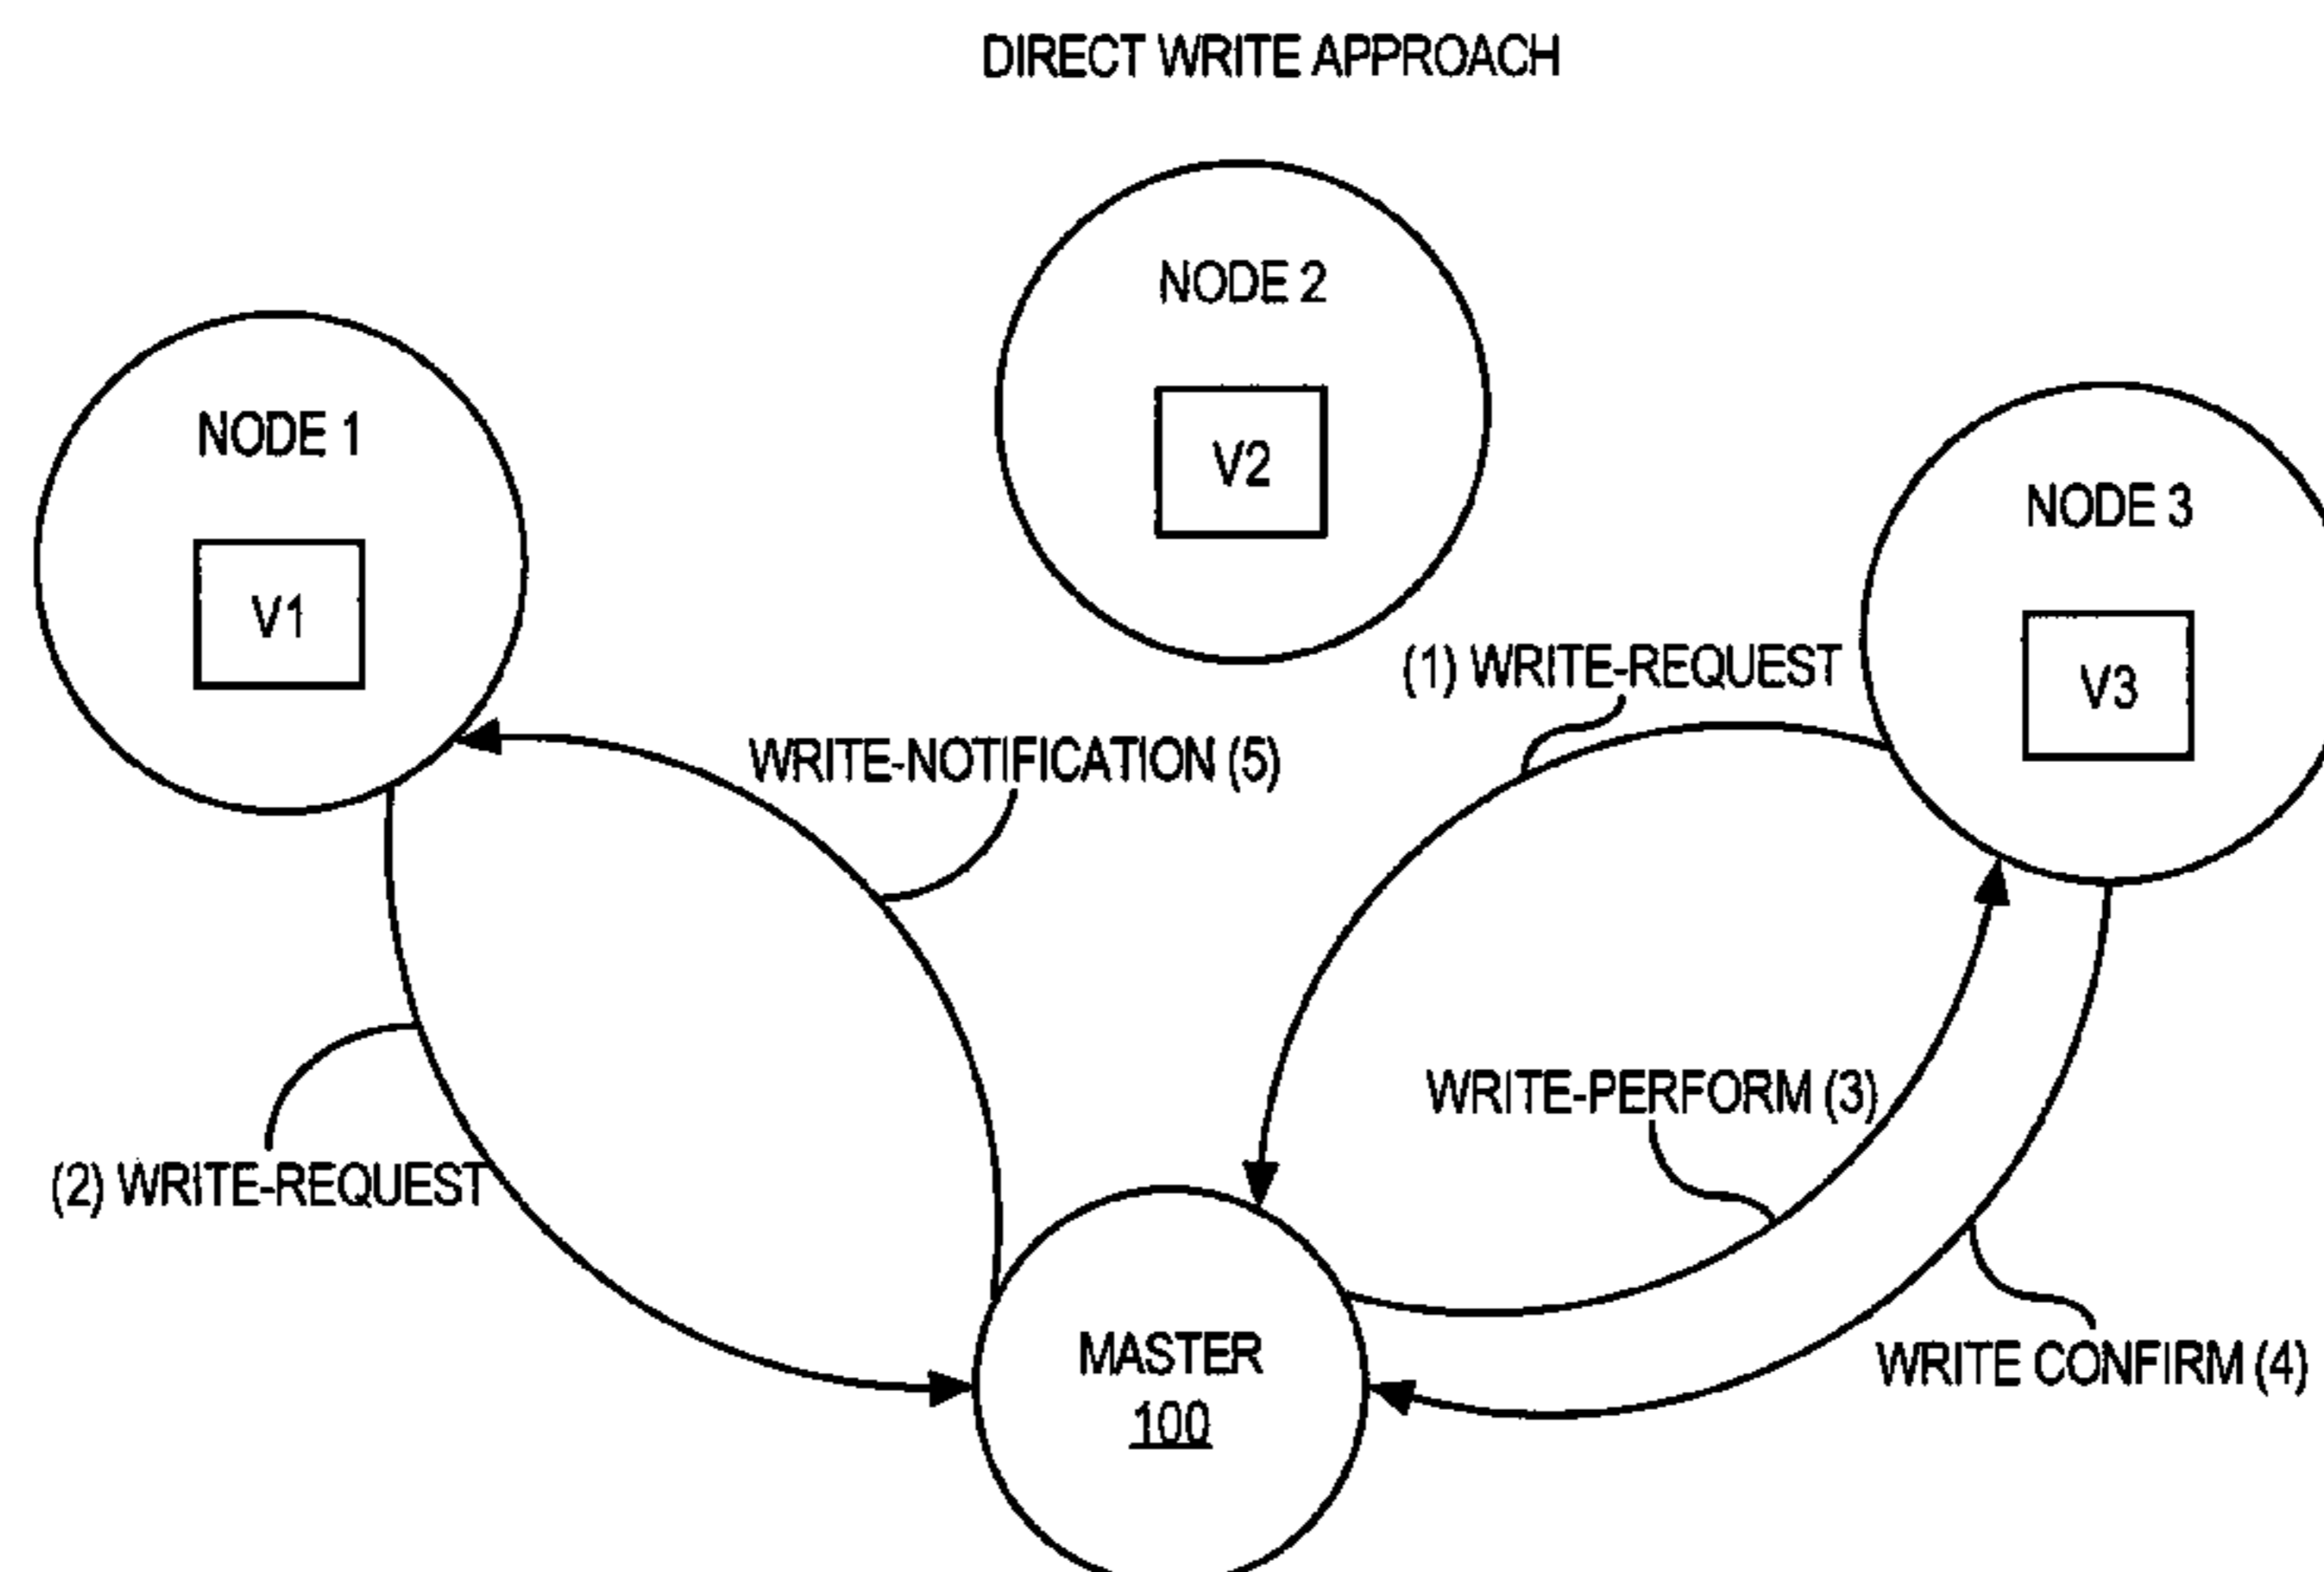 DIRECT WRITE APPROACH
NODE 2
V2
NODE 1
V1
NODE 3
V3
(1) WRITE-REQUEST
WRITE-NOTIFICATION (5)
WRITE-PERFORM (3)
(2) WRITE-REQUEST
MASTER
100
WRITE CONFIRM (4)